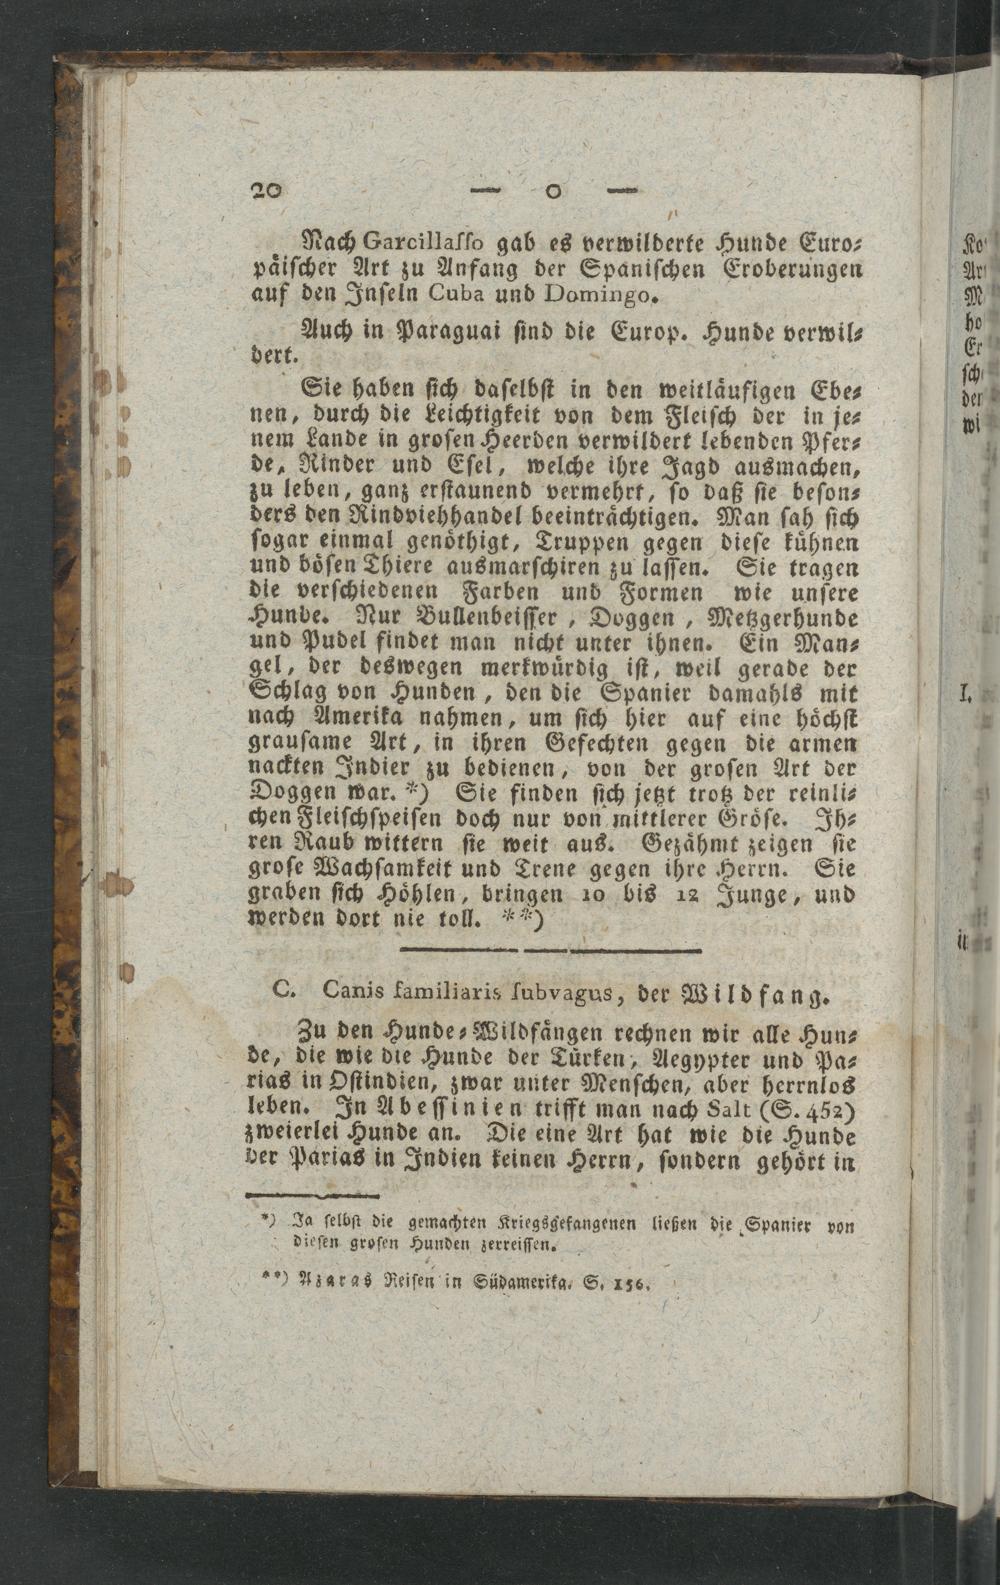 20 — o —
Nach Garcillaſſo gab es verwilderte Hunde Euro⸗
päiſcher Art zu Anfang der Spaniſchen Eroberungen
auf den Inſeln Cuba und Domingo.
Auch in Paraguai ſind die Europ. Hunde verwil⸗
dert.
Sie haben ſich daſelbſt in den weitläufigen Ebe⸗
nen, durch die Leichtigkeit von dem Fleiſch der in je⸗
nem Lande in groſen Heerden verwildert lebenden Pfer⸗
de, Rinder und Eſel, welche ihre Jagd ausmachen,
zu leben, ganz erſtaunend vermehrt, ſo daß ſie beſon⸗
ders den Rindviehhandel beeinträchtigen. Man ſah ſich
ſogar einmal genöthigt, Truppen gegen dieſe kühnen
und böſen Thiere ausmarſchiren zu laſſen. Sie tragen
die verſchiedenen Farben und Formen wie unſere
Hunde. Nur Bullenbeiſſer, Doggen, Metzgerhunde
und Pudel findet man nicht unter ihnen. Ein Man⸗
gel, der deswegen merkwürdig iſt, weil gerade der
Schlag von Hunden, den die Spanier damahls mit
nach Amerika nahmen, um ſich hier auf eine höchſt
grauſame Art, in ihren Gefechten gegen die armen
nackten Indier zu bedienen, von der groſen Art der
Doggen war. *) Sie finden ſich jetzt trotz der reinli⸗
chen Fleiſchſpeiſen doch nur von mittlerer Gröſe. Ih⸗
ren Raub wittern ſie weit aus. Gezähmt zeigen ſie
groſe Wachſamkeit und Trene gegen ihre Herrn. Sie
graben ſich Höhlen, bringen 10 bis 12 Junge, und
werden dort nie toll. **)
C. Canis familiaris ſubvagus, der Wildfang.
Zu den Hunde⸗Wildfängen rechnen wir alle Hun⸗
de, die wie die Hunde der Türken, Aegypter und Pa⸗
rias in Oſtindien, zwar unter Menſchen, aber herrnlos
leben. In Abeſſinien trifft man nach Salt (S. 452)
zweierlei Hunde an. Die eine Art hat wie die Hunde
der Parias in Indien keinen Herrn, ſondern gehört in
*) Ja ſelbſt die gemachten Kriegsgefangenen ließen die Spanier von
dieſen groſen Hunden zerreiſſen.
**) Azaras Reiſen in Südamerika. S. 156.
Ar
M
ho
Er
ſch
der
wi
I.